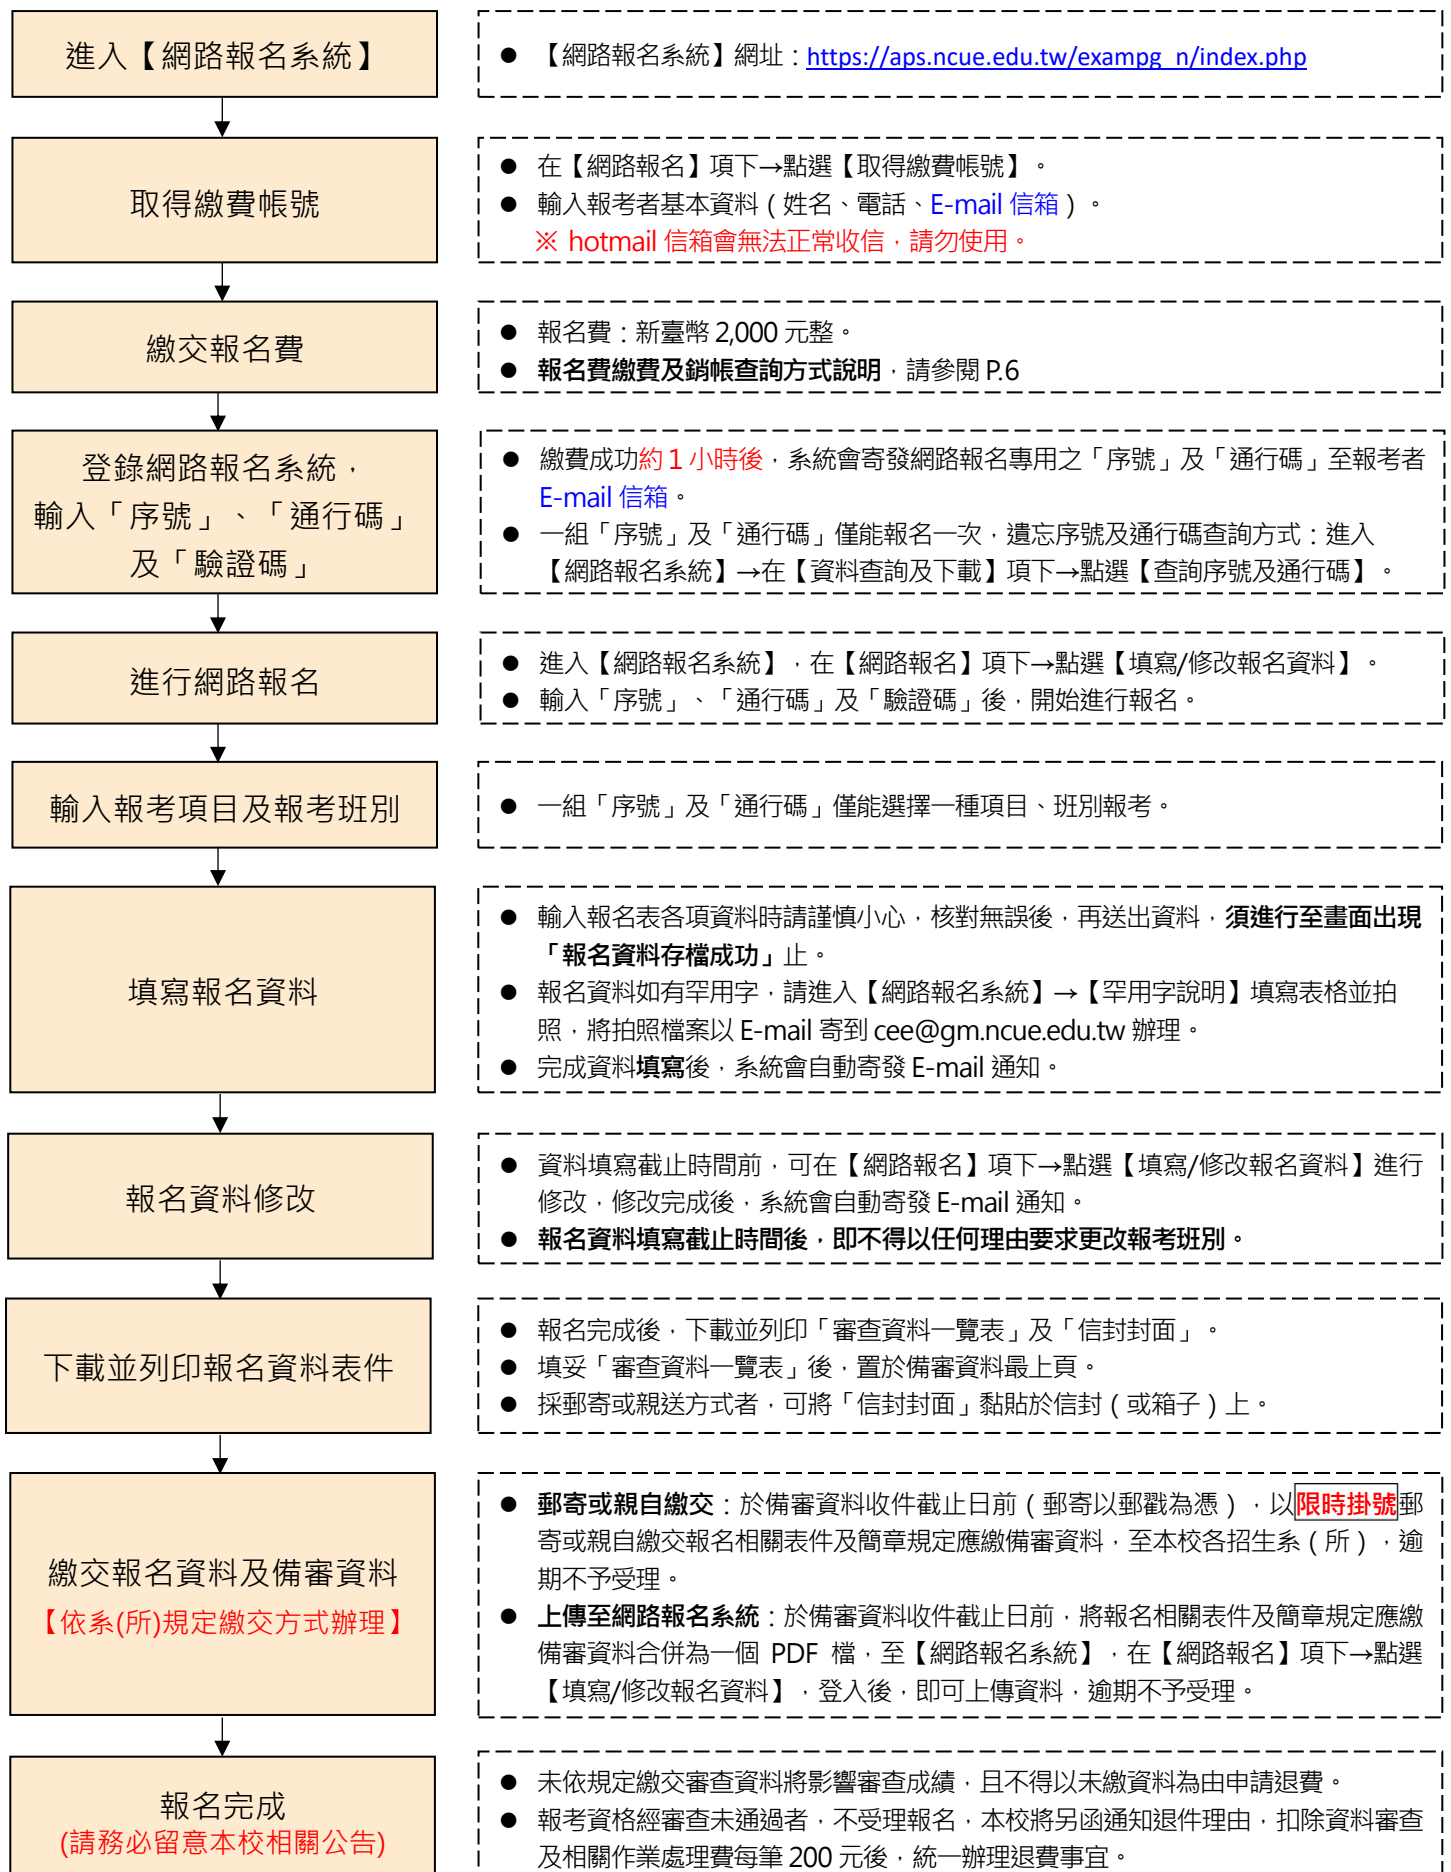 進入【網路報名系統】
● 【網路報名系統】網址：https://aps.ncue.edu.tw/exampg_n/index.php
取得繳費帳號
● 在【網路報名】項下→點選【取得繳費帳號】。
● 輸入報考者基本資料（姓名、電話、E-mail 信箱）。
※ hotmail 信箱會無法正常收信，請勿使用。
繳交報名費
● 報名費：新臺幣 2,000 元整。
● 報名費繳費及銷帳查詢方式說明，請參閱 P.6
登錄網路報名系統，
輸入「序號」、「通行碼」
及「驗證碼」
● 繳費成功約 1 小時後，系統會寄發網路報名專用之「序號」及「通行碼」至報考者
E-mail 信箱。
● 一組「序號」及「通行碼」僅能報名一次，遺忘序號及通行碼查詢方式：進入
【網路報名系統】→在【資料查詢及下載】項下→點選【查詢序號及通行碼】。
進行網路報名
● 進入【網路報名系統】，在【網路報名】項下→點選【填寫/修改報名資料】。
● 輸入「序號」、「通行碼」及「驗證碼」後，開始進行報名。
輸入報考項目及報考班別
● 一組「序號」及「通行碼」僅能選擇一種項目、班別報考。
填寫報名資料
● 輸入報名表各項資料時請謹慎小心，核對無誤後，再送出資料，須進行至畫面出現
「報名資料存檔成功」止。
● 報名資料如有罕用字，請進入【網路報名系統】→【罕用字說明】填寫表格並拍
照，將拍照檔案以 E-mail 寄到 cee@gm.ncue.edu.tw 辦理。
● 完成資料填寫後，系統會自動寄發 E-mail 通知。
報名資料修改
● 資料填寫截止時間前，可在【網路報名】項下→點選【填寫/修改報名資料】進行
修改，修改完成後，系統會自動寄發 E-mail 通知。
● 報名資料填寫截止時間後，即不得以任何理由要求更改報考班別。
下載並列印報名資料表件
● 報名完成後，下載並列印「審查資料一覽表」及「信封封面」。
● 填妥「審查資料一覽表」後，置於備審資料最上頁。
● 採郵寄或親送方式者，可將「信封封面」黏貼於信封（或箱子）上。
繳交報名資料及備審資料
【依系(所)規定繳交方式辦理】
● 郵寄或親自繳交：於備審資料收件截止日前（郵寄以郵戳為憑），以限時掛號郵
寄或親自繳交報名相關表件及簡章規定應繳備審資料，至本校各招生系（所），逾
期不予受理。
● 上傳至網路報名系統：於備審資料收件截止日前，將報名相關表件及簡章規定應繳
備審資料合併為一個 PDF 檔，至【網路報名系統】，在【網路報名】項下→點選
【填寫/修改報名資料】，登入後，即可上傳資料，逾期不予受理。
報名完成
(請務必留意本校相關公告)
● 未依規定繳交審查資料將影響審查成績，且不得以未繳資料為由申請退費。
● 報考資格經審查未通過者，不受理報名，本校將另函通知退件理由，扣除資料審查
及相關作業處理費每筆 200 元後，統一辦理退費事宜。